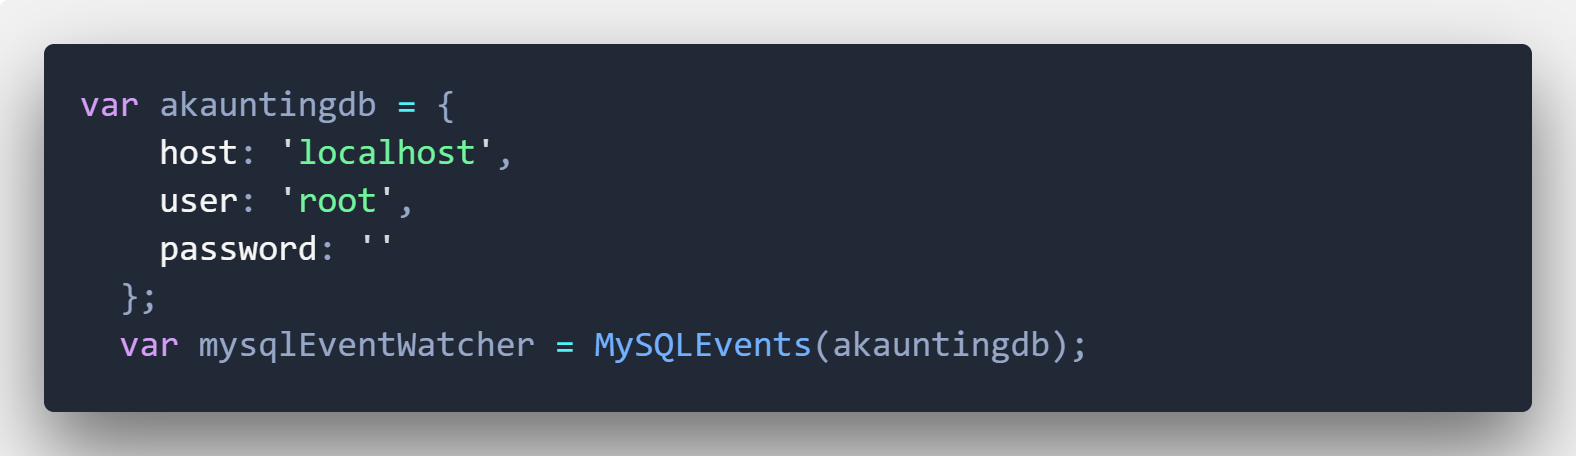 var akauntingdb = {
    host: 'localhost',
    user: 'root',
    password: ''
  };
  var mysqlEventWatcher = MySQLEvents(akauntingdb);